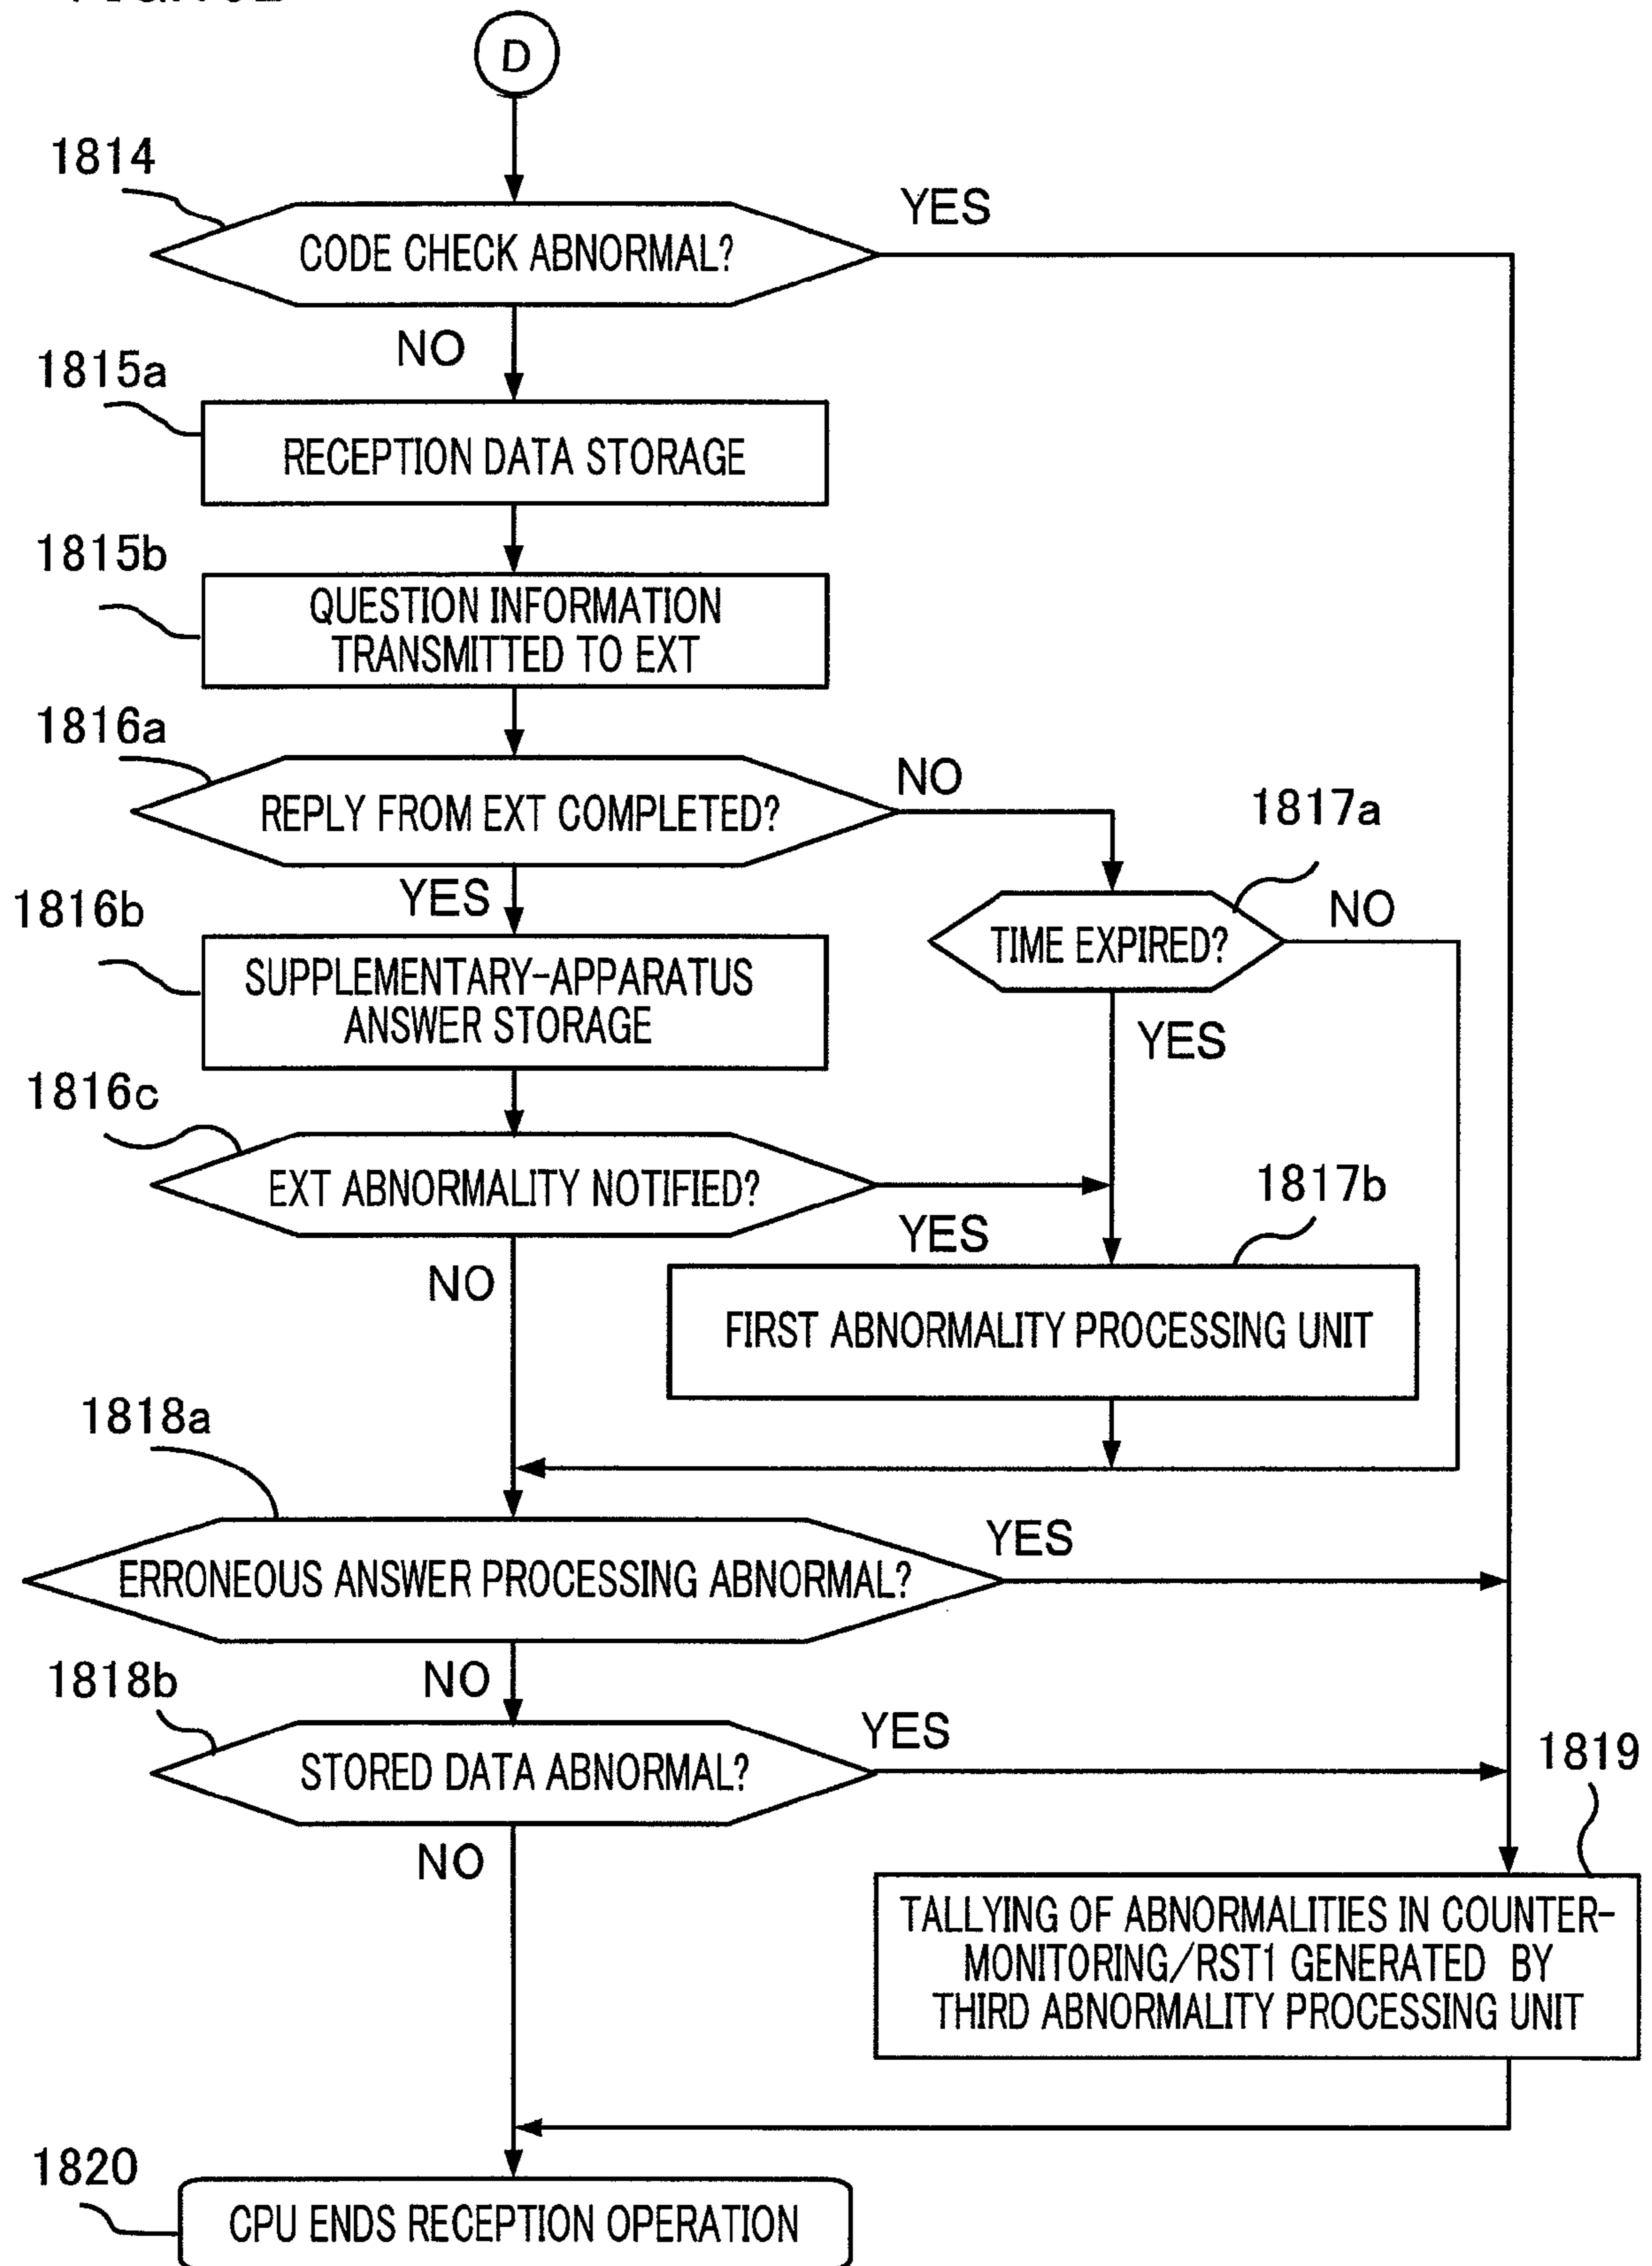 D
1814
YES
CODE CHECK ABNORMAL?
NO
1815a
RECEPTION DATA STORAGE
1815b
QUESTION INFORMATION
TRANSMITTED TO EXT
1816a
NO
REPLY FROM EXT COMPLETED?
1817a
YES
1816b
NO
TIME EXPIRED?
SUPPLEMENTARY-APPARATUS
ANSWER STORAGE
YES
1816c
EXT ABNORMALITY NOTIFIED?
1817b
YES
NO
FIRST ABNORMALITY PROCESSING UNIT
1818a
YES
ERRONEOUS ANSWER PROCESSING ABNORMAL?
NO
1818b
YES
STORED DATA ABNORMAL?
1819
NO
TALLYING OF ABNORMALITIES IN COUNTER-
MONITORING/RST1 GENERATED BY
THIRD ABNORMALITY PROCESSING UNIT
1820
CPU ENDS RECEPTION OPERATION